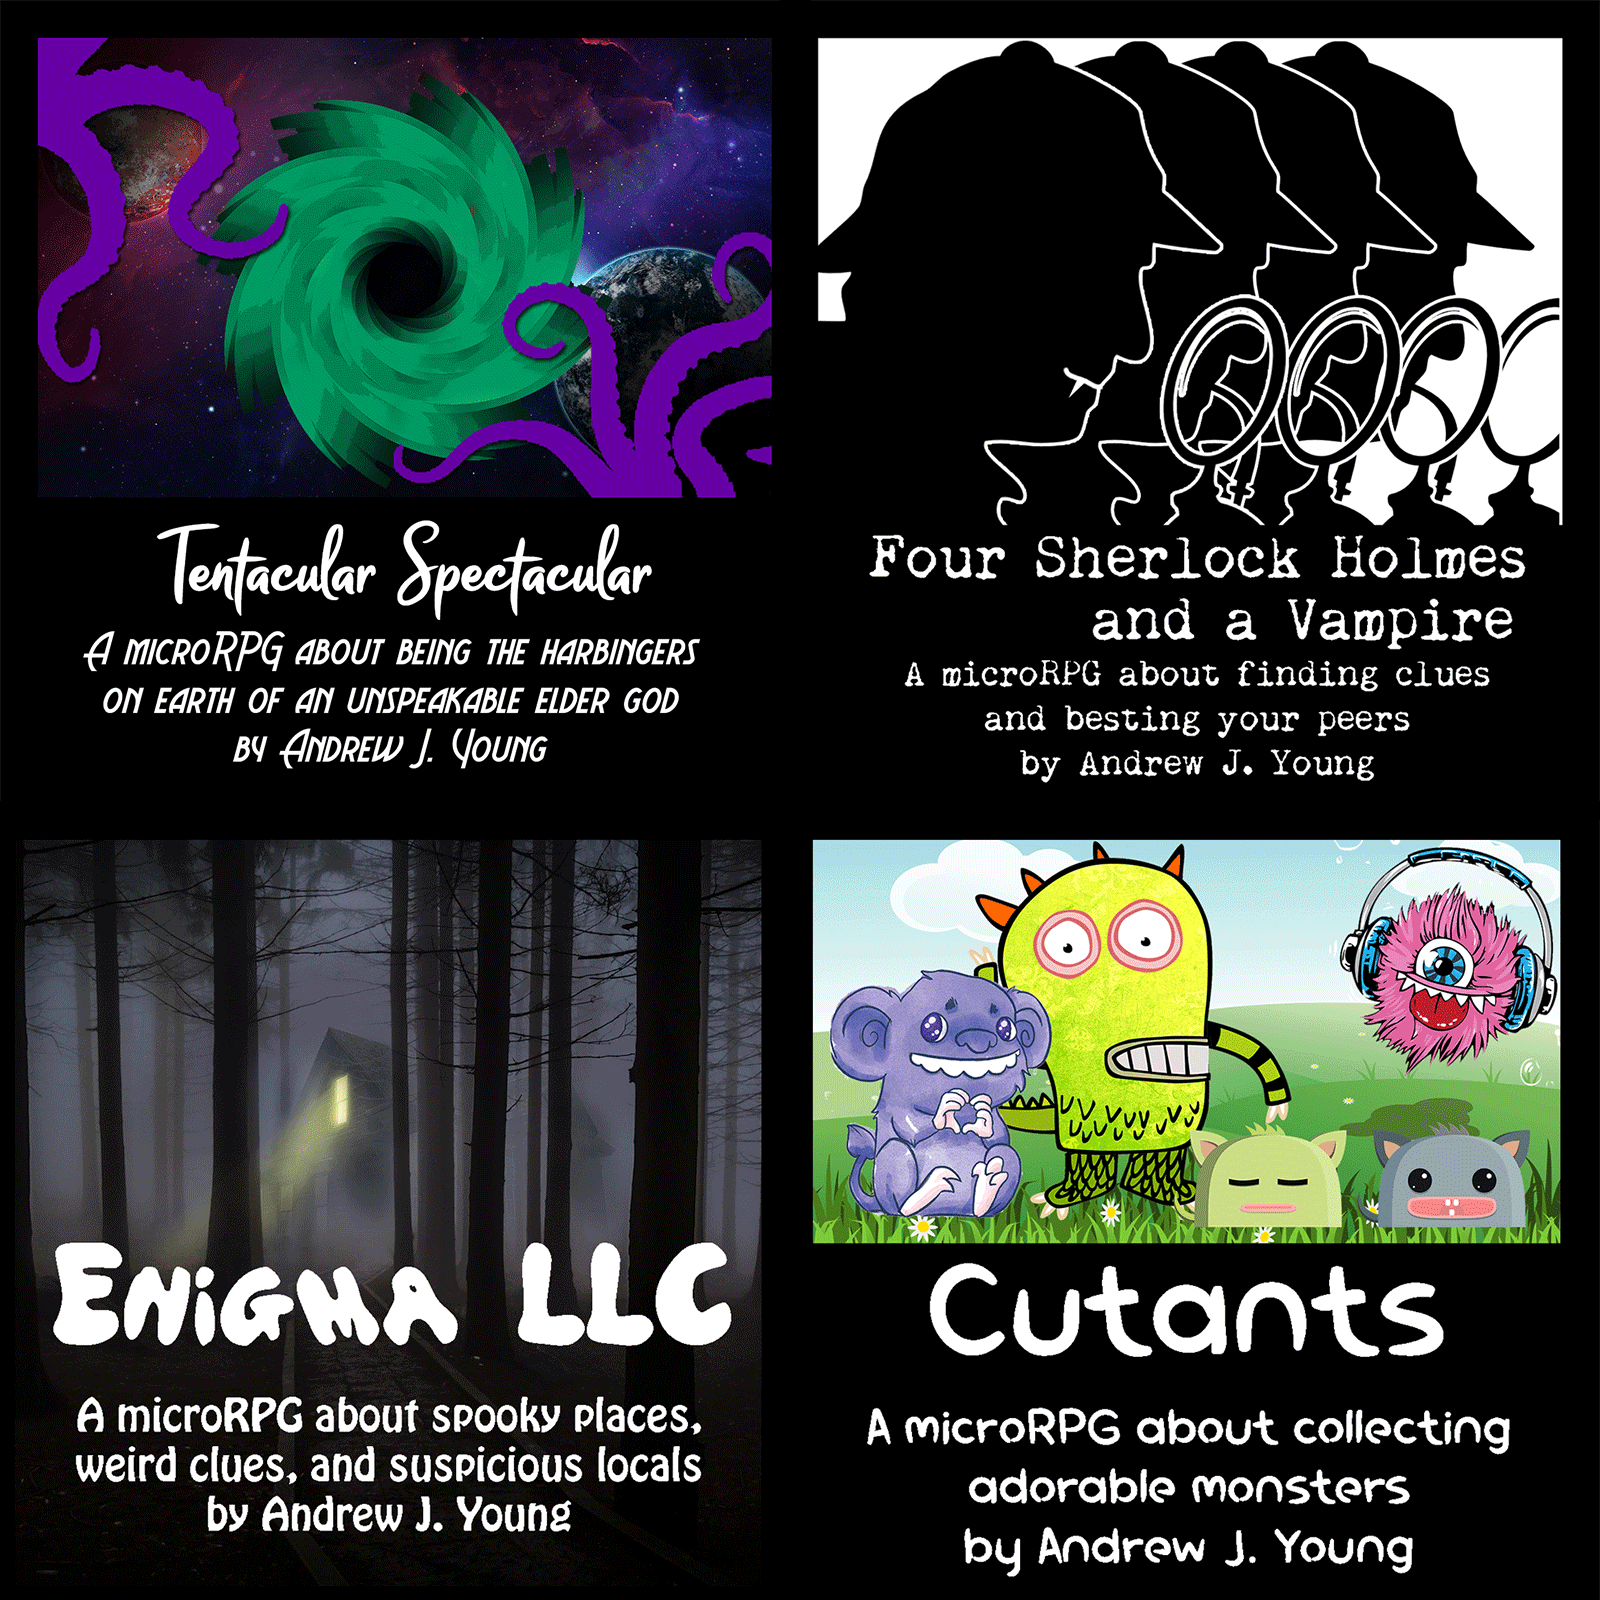 Tentacular Spectacular
A microRPG about being the harbingers
on earth of an unspeakable elder god
by Andrew J. Young
Four Sherlock Holmes
and a Vampire
A microRPG about finding clues
and besting your peers
by Andrew J. Young
Enigma LLC
A microRPG about spooky places,
weird clues, and suspicious locals
by Andrew J. Young
Cutants
A microRPG about collecting
adorable monsters
by Andrew J. Young